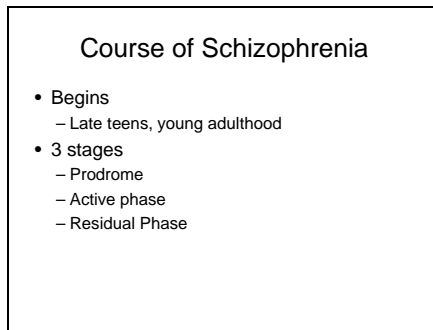 Course of Schizophrenia
• Begins
– Late teens, young adulthood
• 3 stages
– Prodrome
– Active phase
– Residual Phase